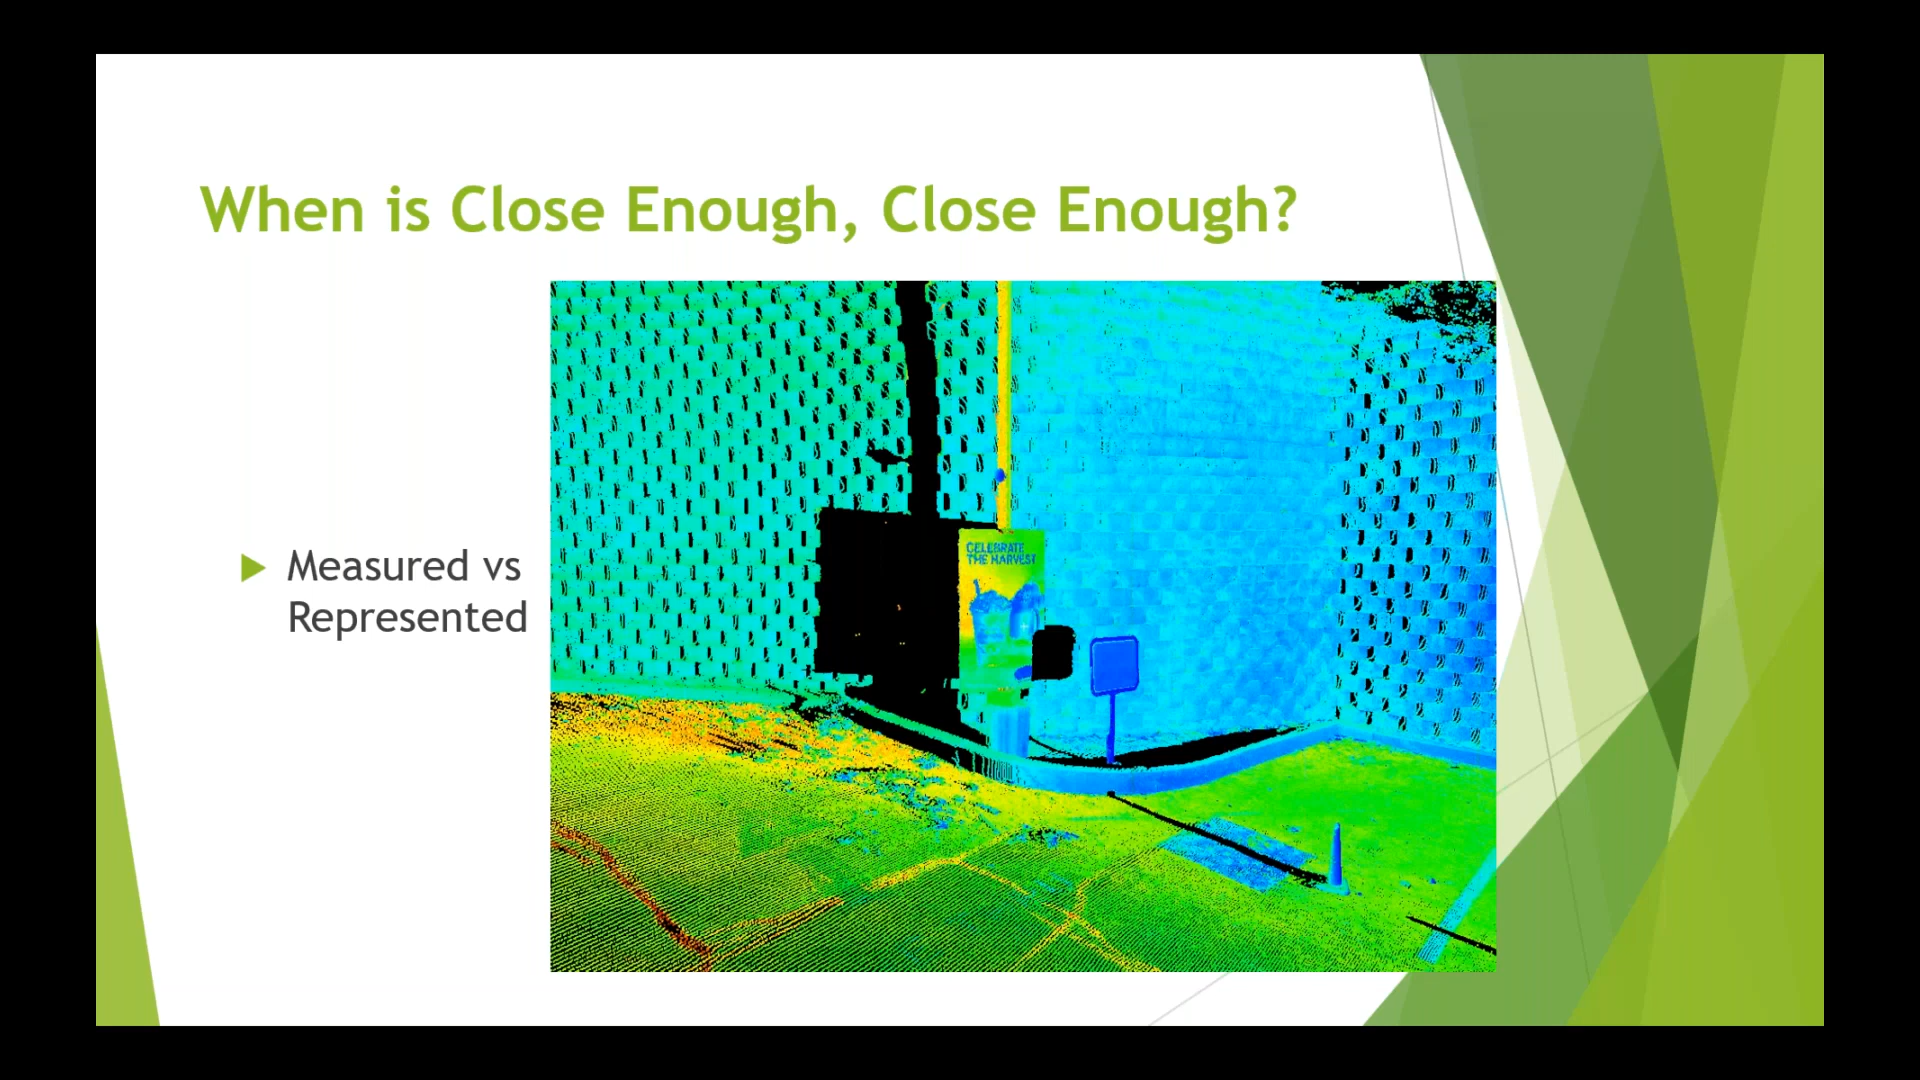 When is Close Enough, Close Enough?
Measured vs
Represented
CELEBRATE
THE HARVEST